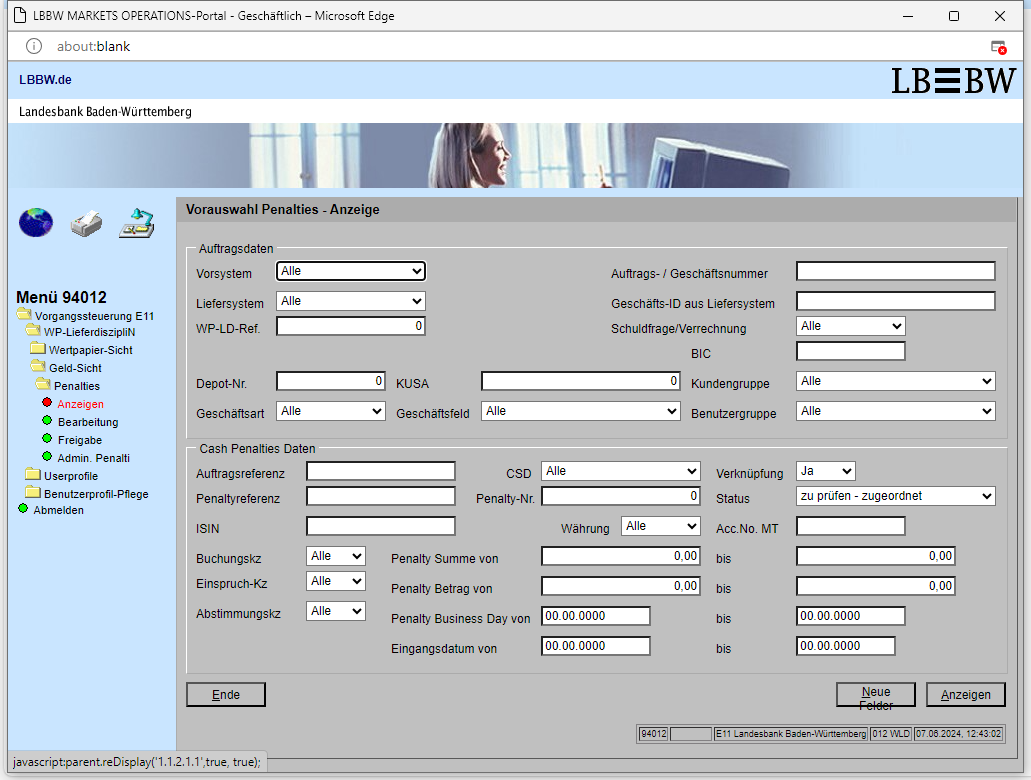 LBBW MARKETS OPERATIONS-Portal - Geschäftlich – Microsoft Edge
about:blank
LBBW.de
LB≡BW
Landesbank Baden-Württemberg
Vorauswahl Penalties - Anzeige
Menü 94012
Vorgangssteuerung E11
WP-LieferdiszipliN
Wertpapier-Sicht
Geld-Sicht
Penalties
Anzeigen
Bearbeitung
Freigabe
Admin. Penalti
Userprofile
Benutzerprofil-Pflege
Abmelden
Auftragsdaten
Vorsystem Alle Auftrags- / Geschäftsnummer
Liefersystem Alle Geschäfts-ID aus Liefersystem
WP-LD-Ref. 0 Schuldfrage/Verrechnung Alle
BIC
Depot-Nr. 0 KUSA 0 Kundengruppe Alle
Geschäftsart Alle Geschäftsfeld Alle Benutzergruppe Alle
Cash Penalties Daten
Auftragsreferenz CSD Alle Verknüpfung Ja
Penaltyreferenz Penalty-Nr. 0 Status zu prüfen - zugeordnet
ISIN Währung Alle Acc.No. MT
Buchungskz Alle Penalty Summe von 0,00 bis 0,00
Einspruch-Kz Alle Penalty Betrag von 0,00 bis 0,00
Abstimmungskz Alle Penalty Business Day von 00.00.0000 bis 00.00.0000
Eingangsdatum von 00.00.0000 bis 00.00.0000
Ende Neue Felder Anzeigen
94012 E11 Landesbank Baden-Württemberg 012 WLD 07.06.2024, 12:43:02
javascript:parent.reDisplay('1.1.2.1.1',true, true);